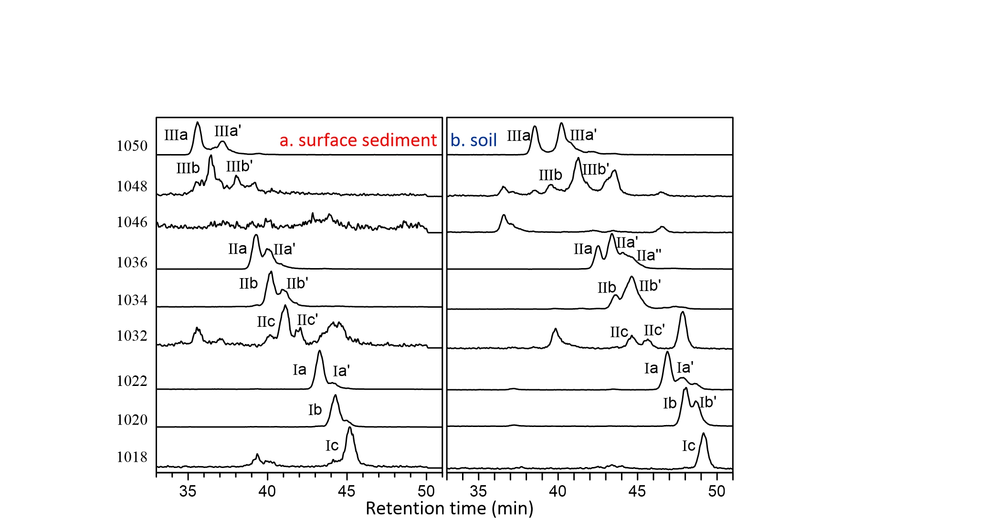 1050
IIIa
IIIa'
a. surface sediment
b. soil
IIIa
IIIa'
1048
IIIb
IIIb'
IIIb
IIIb'
1046
1036
IIa
IIa'
IIa
IIa'
IIa''
1034
IIb
IIb'
IIb
IIb'
1032
IIc
IIc'
IIc
IIc'
1022
Ia
Ia'
Ia
Ia'
1020
Ib
Ib
Ib'
1018
Ic
Ic
35 40 45 50 35 40 45 50
Retention time (min)